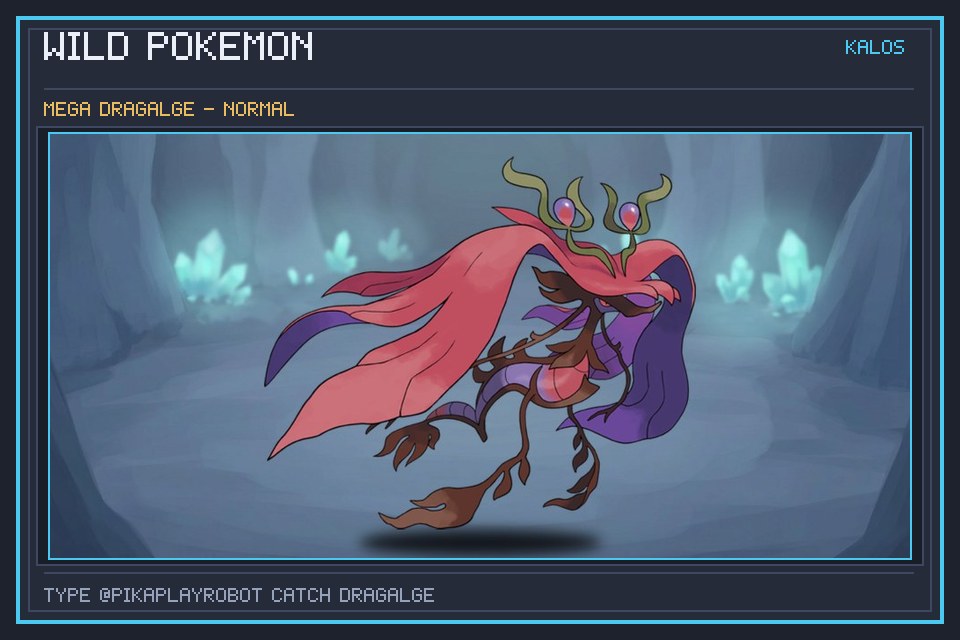 WILD POKEMON
KALOS
MEGA DRAGALGE - NORMAL
TYPE @PIKAPLAYROBOT CATCH DRAGALGE